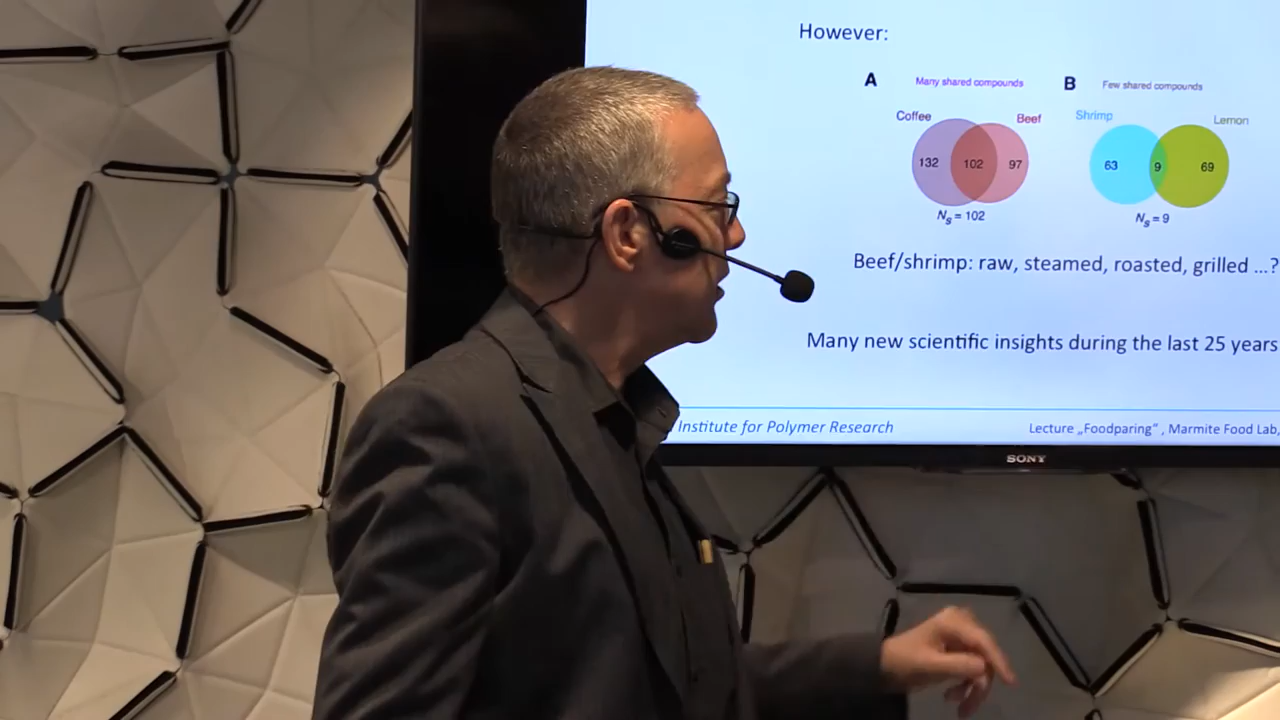 However:
A Many shared compounds
B Few shared compounds
Coffee Beef
Shrimp Lemon
132 102 97
63 9 69
Ns = 102
Ns = 9
Beef/shrimp: raw, steamed, roasted, grilled ...?
Many new scientific insights during the last 25 years
Institute for Polymer Research
Lecture „Foodparing“ , Marmite Food Lab,
SONY